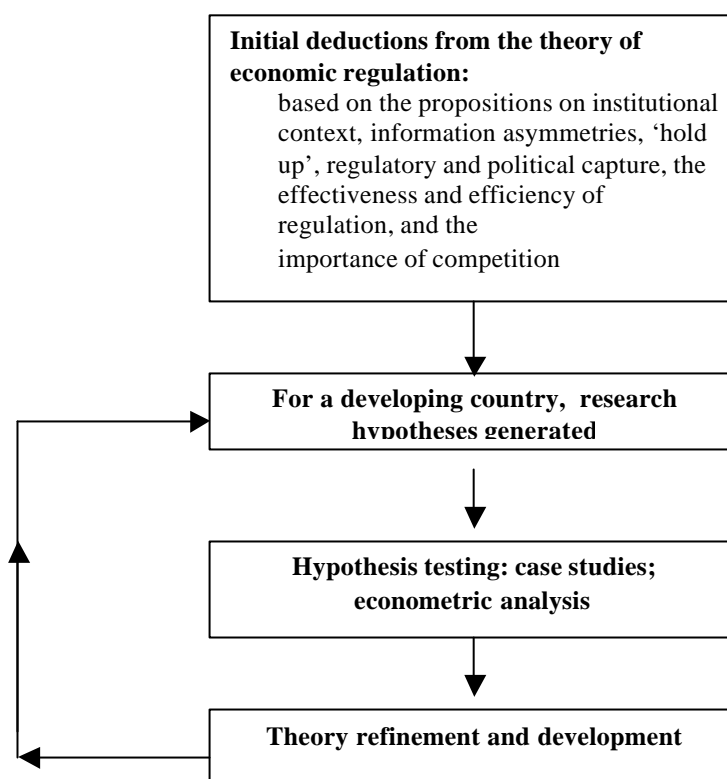 Initial deductions from the theory of
economic regulation:
based on the propositions on institutional
context, information asymmetries, ‘hold
up’, regulatory and political capture, the
effectiveness and efficiency of
regulation, and the
importance of competition
For a developing country, research
hypotheses generated
Hypothesis testing: case studies;
econometric analysis
Theory refinement and development